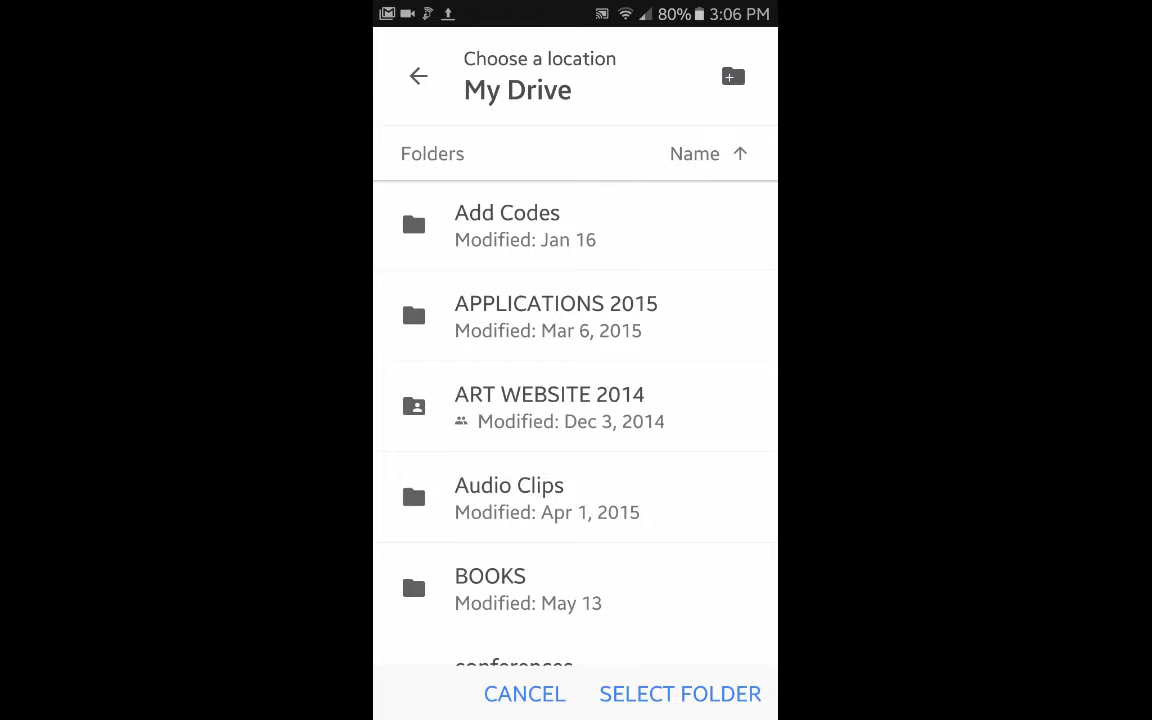 80% 3:06 PM
Choose a location
My Drive
Folders Name
Add Codes
Modified: Jan 16
APPLICATIONS 2015
Modified: Mar 6, 2015
ART WEBSITE 2014
Modified: Dec 3, 2014
Audio Clips
Modified: Apr 1, 2015
BOOKS
Modified: May 13
conferences
CANCEL SELECT FOLDER